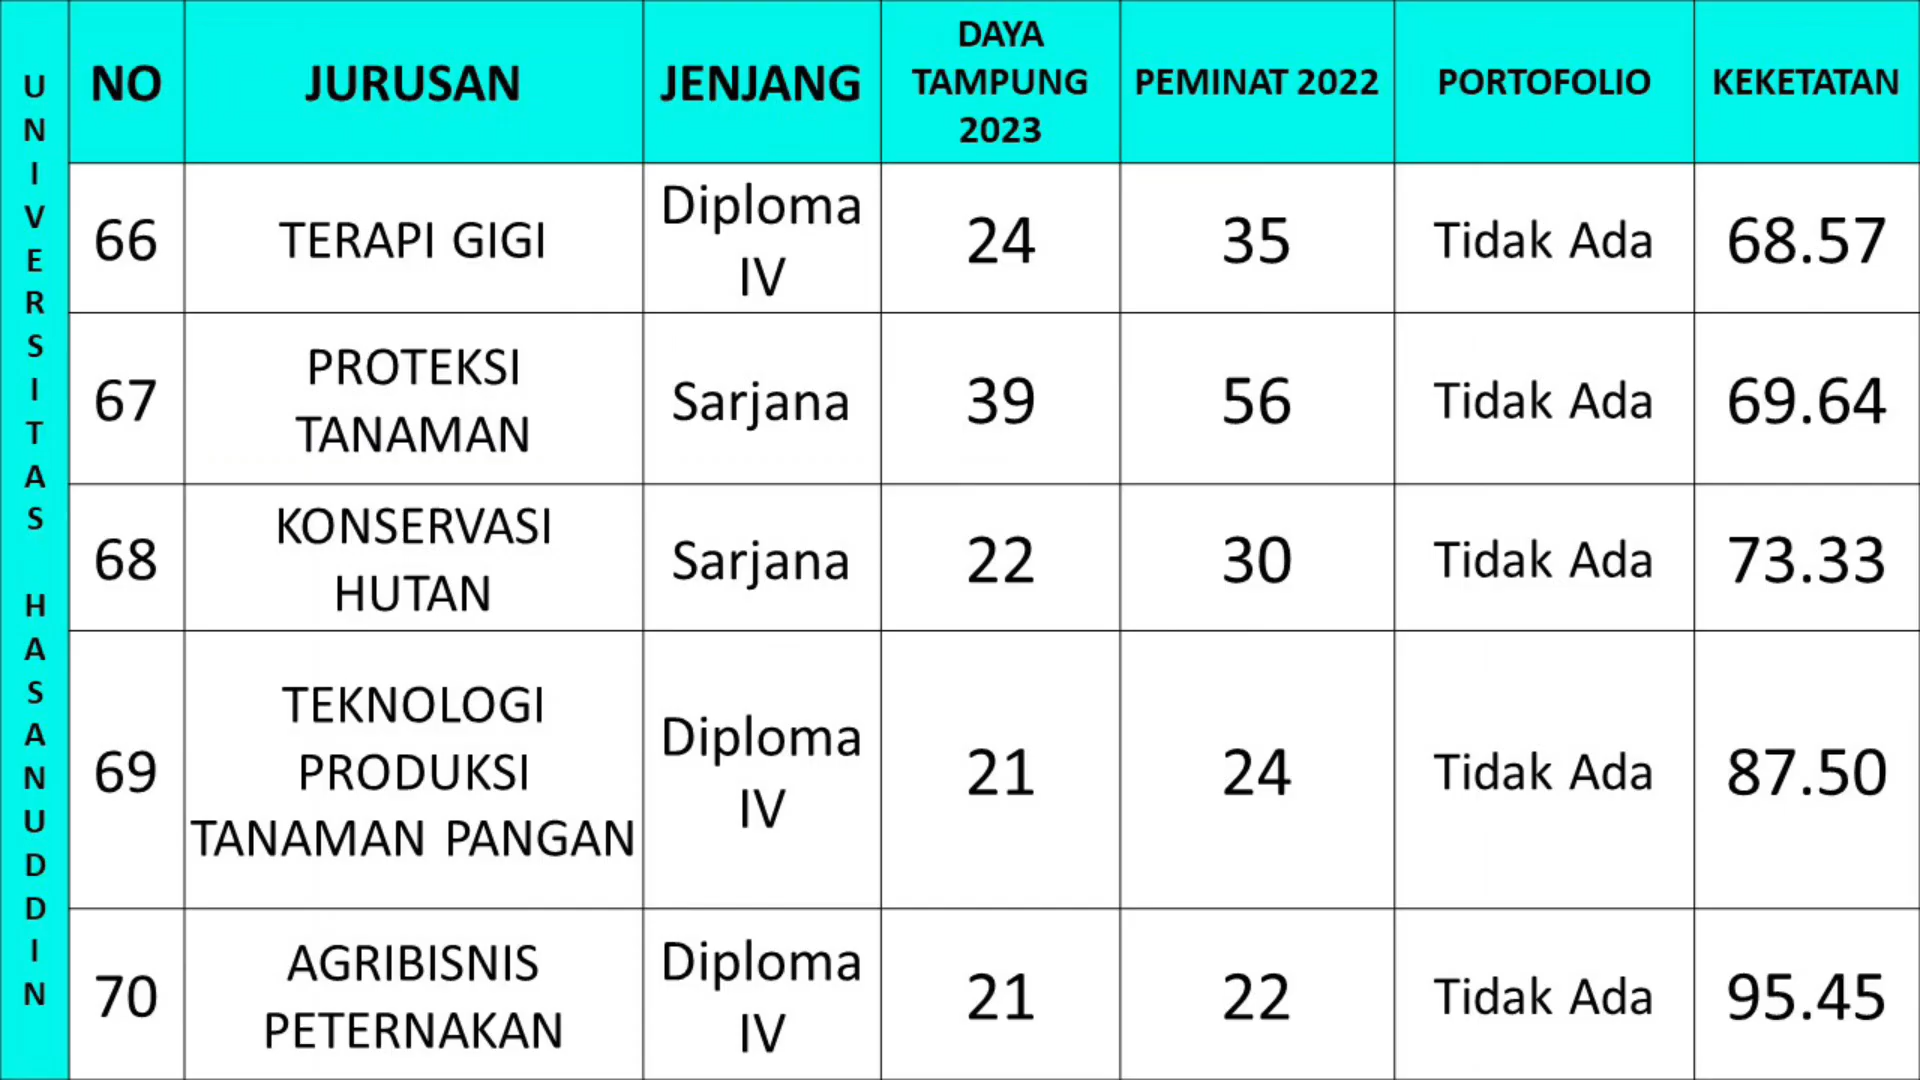 UNIVERSITAS HASANUDDIN
NO
JURUSAN
JENJANG
DAYA
TAMPUNG
2023
PEMINAT 2022
PORTOFOLIO
KEKETATAN
66
TERAPI GIGI
Diploma
IV
24
35
Tidak Ada
68.57
67
PROTEKSI
TANAMAN
Sarjana
39
56
Tidak Ada
69.64
68
KONSERVASI
HUTAN
Sarjana
22
30
Tidak Ada
73.33
69
TEKNOLOGI
PRODUKSI
TANAMAN PANGAN
Diploma
IV
21
24
Tidak Ada
87.50
70
AGRIBISNIS
PETERNAKAN
Diploma
IV
21
22
Tidak Ada
95.45